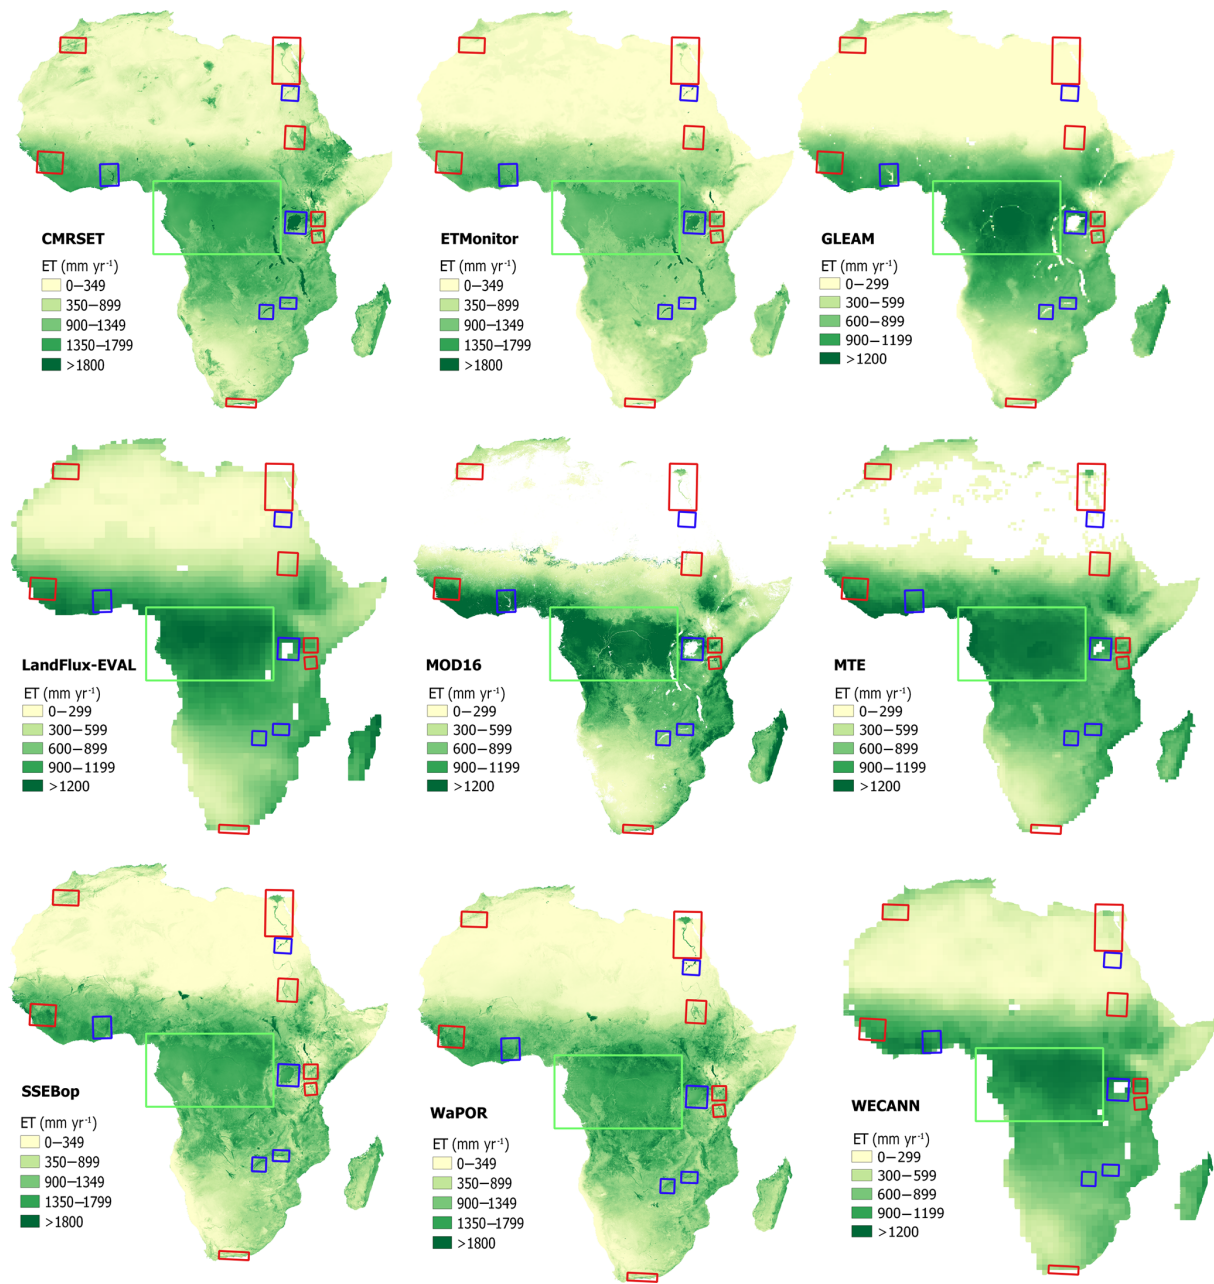 CMRSET
ET (mm yr⁻¹)
0–349
350–899
900–1349
1350–1799
>1800
ETMonitor
ET (mm yr⁻¹)
0–349
350–899
900–1349
1350–1799
>1800
GLEAM
ET (mm yr⁻¹)
0–299
300–599
600–899
900–1199
>1200
LandFlux-EVAL
ET (mm yr⁻¹)
0–299
300–599
600–899
900–1199
>1200
MOD16
ET (mm yr⁻¹)
0–299
300–599
600–899
900–1199
>1200
MTE
ET (mm yr⁻¹)
0–299
300–599
600–899
900–1199
>1200
SSEBop
ET (mm yr⁻¹)
0–349
350–899
900–1349
1350–1799
>1800
WaPOR
ET (mm yr⁻¹)
0–349
350–899
900–1349
1350–1799
>1800
WECANN
ET (mm yr⁻¹)
0–299
300–599
600–899
900–1199
>1200